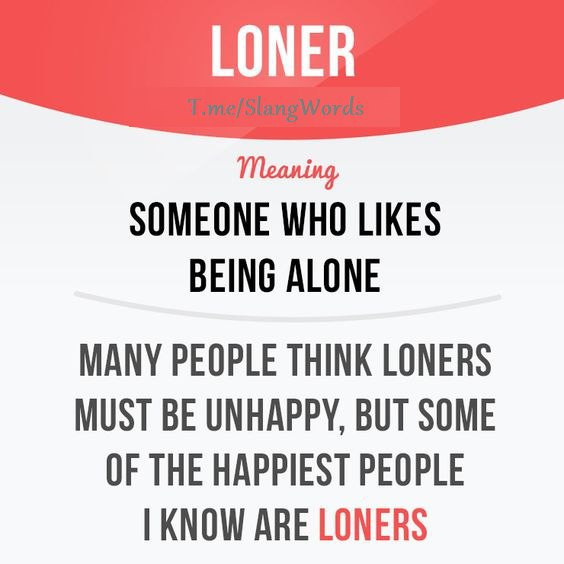 LONER
T.me/SlangWords
Meaning
SOMEONE WHO LIKES
BEING ALONE
MANY PEOPLE THINK LONERS
MUST BE UNHAPPY, BUT SOME
OF THE HAPPIEST PEOPLE
I KNOW ARE LONERS